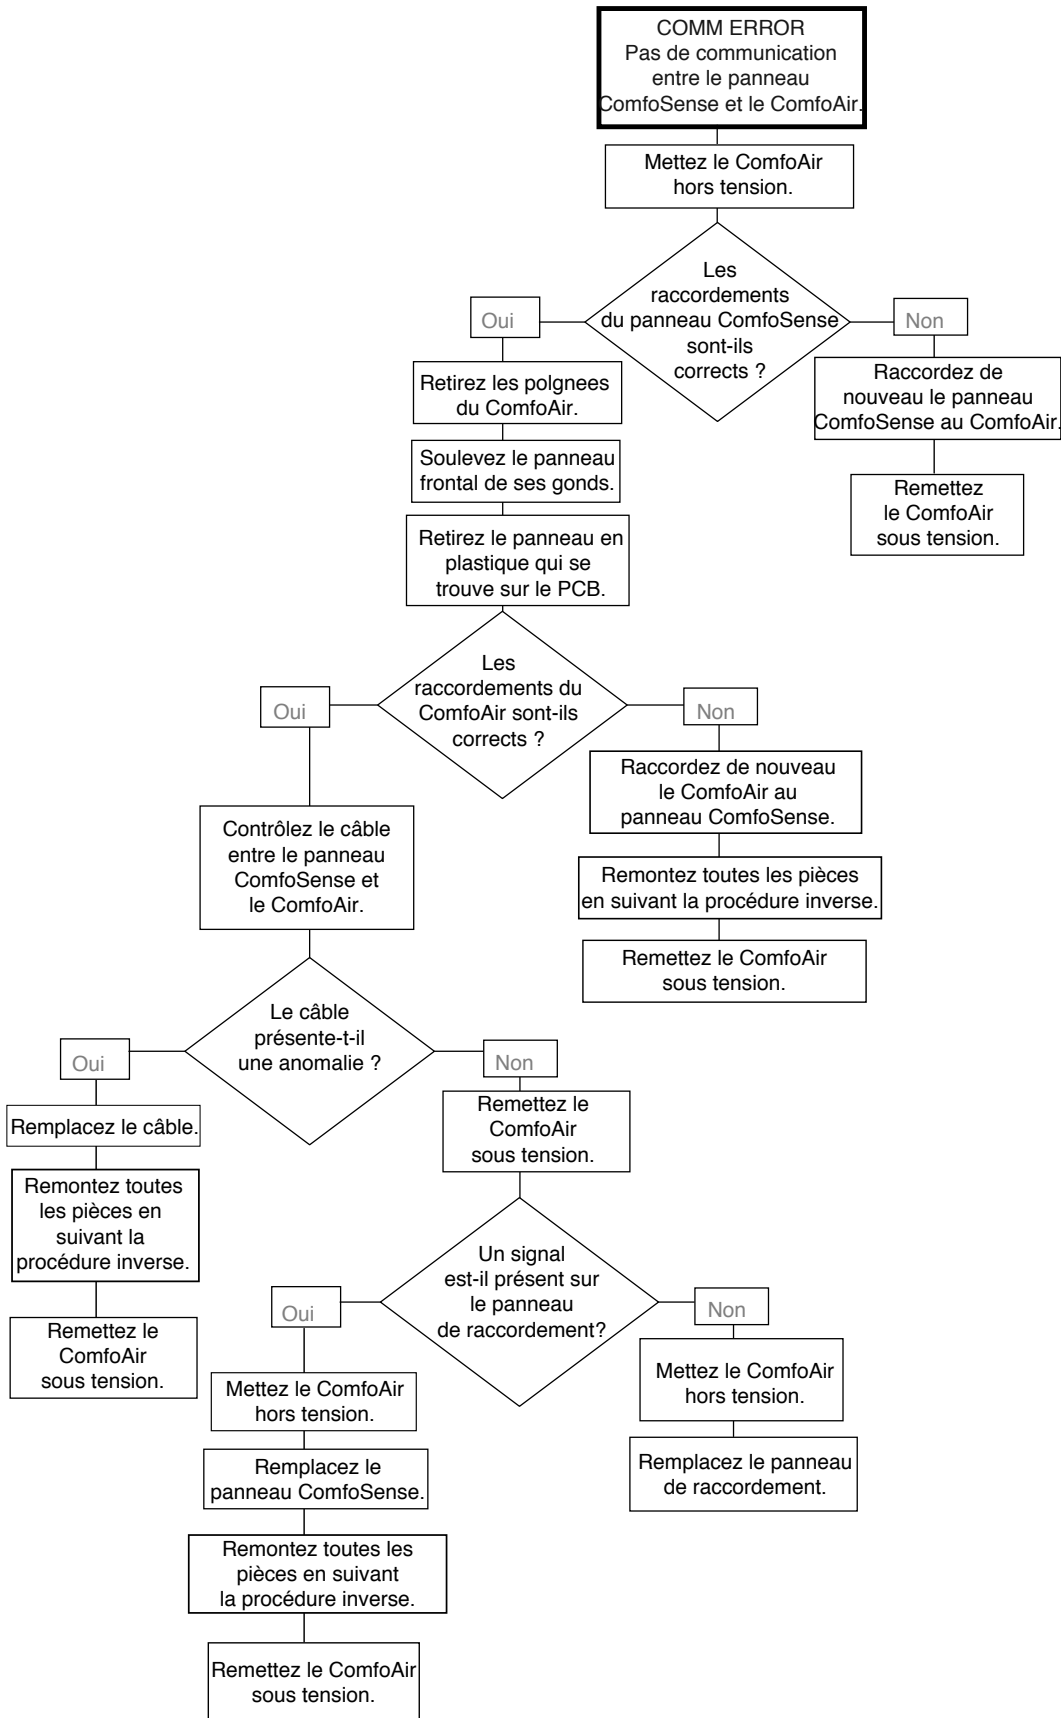 COMM ERROR
Pas de communication
entre le panneau
ComfoSense et le ComfoAir.
Mettez le ComfoAir
hors tension.
Les
raccordements
du panneau ComfoSense
sont-ils
corrects ?
Oui
Non
Retirez les polgnees
du ComfoAir.
Raccordez de
nouveau le panneau
ComfoSense au ComfoAir.
Soulevez le panneau
frontal de ses gonds.
Remettez
le ComfoAir
sous tension.
Retirez le panneau en
plastique qui se
trouve sur le PCB.
Les
raccordements du
ComfoAir sont-ils
corrects ?
Oui
Non
Raccordez de nouveau
le ComfoAir au
panneau ComfoSense.
Contrôlez le câble
entre le panneau
ComfoSense et
le ComfoAir.
Remontez toutes les pièces
en suivant la procédure inverse.
Remettez le ComfoAir
sous tension.
Le câble
présente-t-il
une anomalie ?
Oui
Non
Remplacez le câble.
Remettez le
ComfoAir
sous tension.
Remontez toutes
les pièces en
suivant la
procédure inverse.
Remettez le
ComfoAir
sous tension.
Un signal
est-il présent sur
le panneau
de raccordement?
Oui
Non
Mettez le ComfoAir
hors tension.
Mettez le ComfoAir
hors tension.
Remplacez le
panneau ComfoSense.
Remplacez le panneau
de raccordement.
Remontez toutes les
pièces en suivant
la procédure inverse.
Remettez le ComfoAir
sous tension.